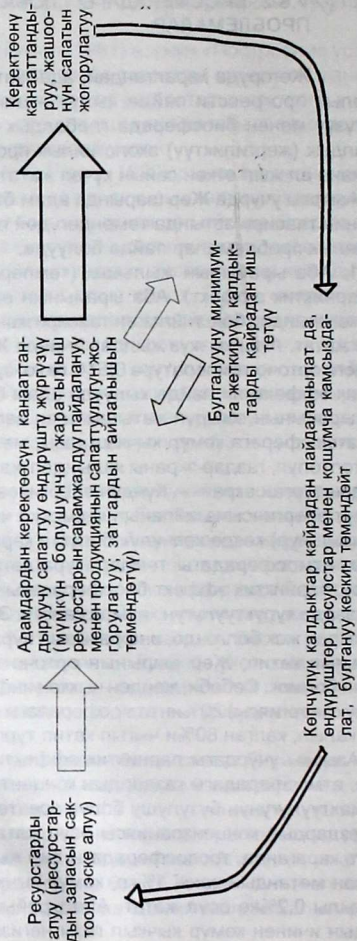 Ресурстарды
алуу (ресурстар-
дын запасын сак-
тоону эске алуу)
Адамдардын керектөөсүн канааттан-
дыруучу сапаттуу өндүрүштү жүргүзүү
(мүмкүн болушунча жаратылыш
ресурстарын сарамжалдуу пайдалануу
менен продукциянын сапаттуулугун жо-
горулатуу; заттардын чыгымдалышын
төмөндөтүү)
Керектөөнү
канааттанды-
руу, жашоо-
нун сапатын
жогорулатуу
Булганууну минимум-
га жеткирүү, калдык-
тарды кайрадан иш-
тетүү
Көпчүлүк калдыктар кайрадан пайдаланылат да,
өндүрүштөр ресурстар менен кошумча камсызда-
лат, булгануу кескин төмөндөйт